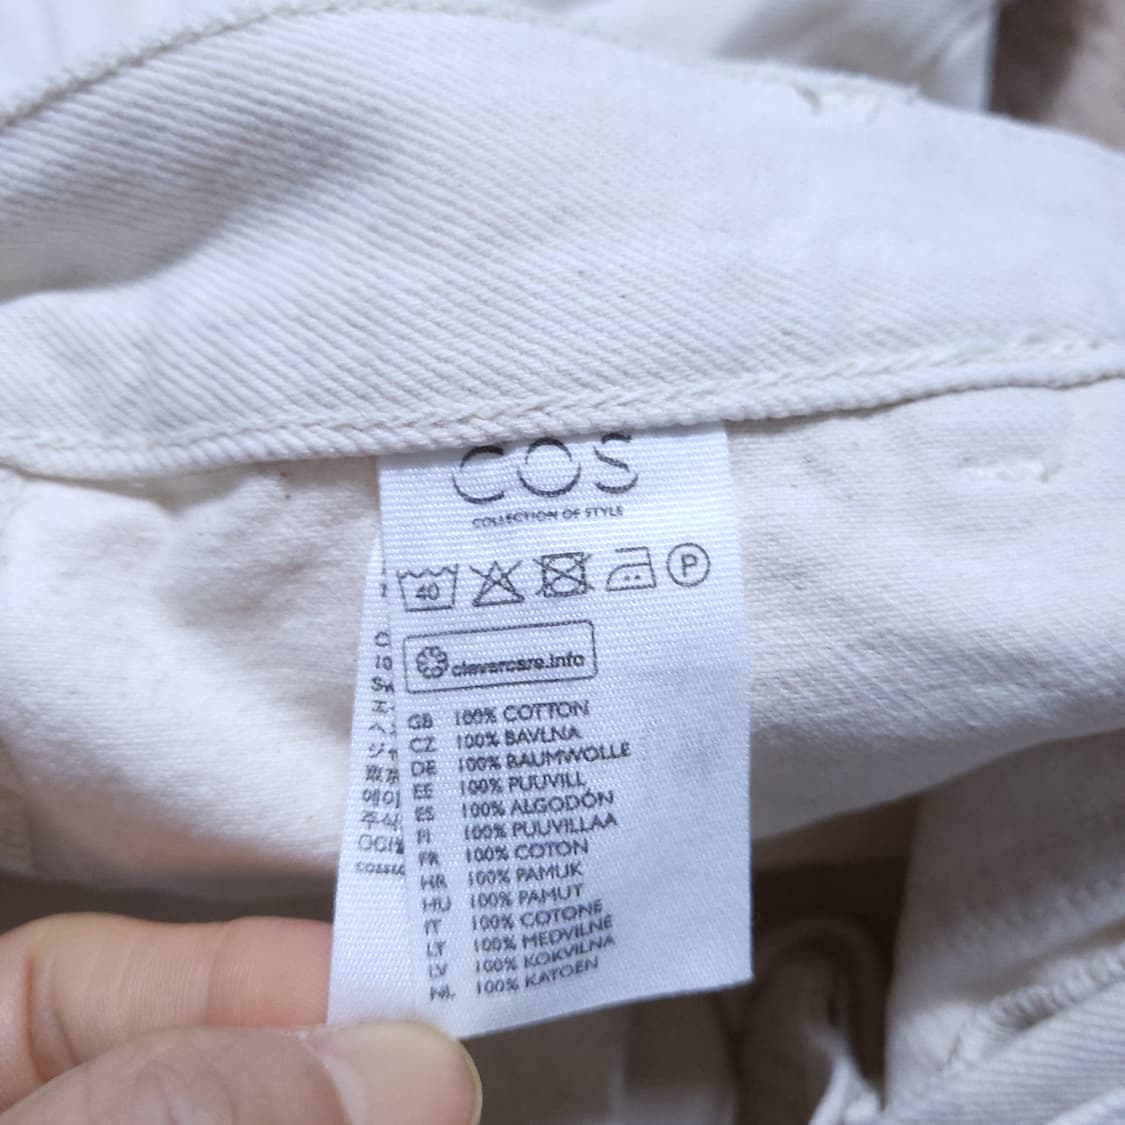 COS
COLLECTION OF STYLE
40
P
clevercare.info
GB 100% COTTON
CZ 100% BAVLNA
DE 100% BAUMWOLLE
EE 100% PUUVILL
ES 100% ALGODÓN
FI 100% PUUVILLAA
FR 100% COTON
HR 100% PAMUK
HU 100% PAMUT
IT 100% COTONE
LT 100% MEDVILNĖ
LV 100% KOKVILNA
NL 100% KATOEN